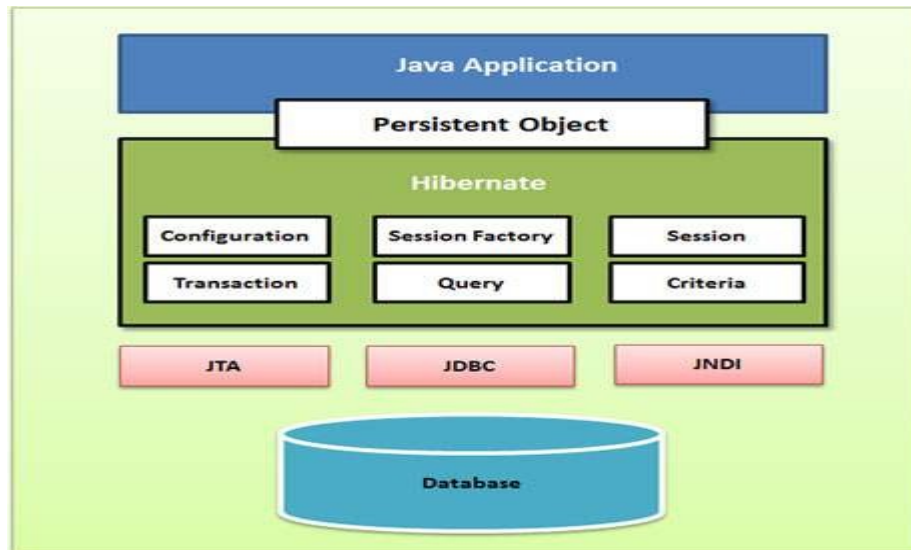 Java Application
Persistent Object
Hibernate
Configuration
Session Factory
Session
Transaction
Query
Criteria
JTA
JDBC
JNDI
Database